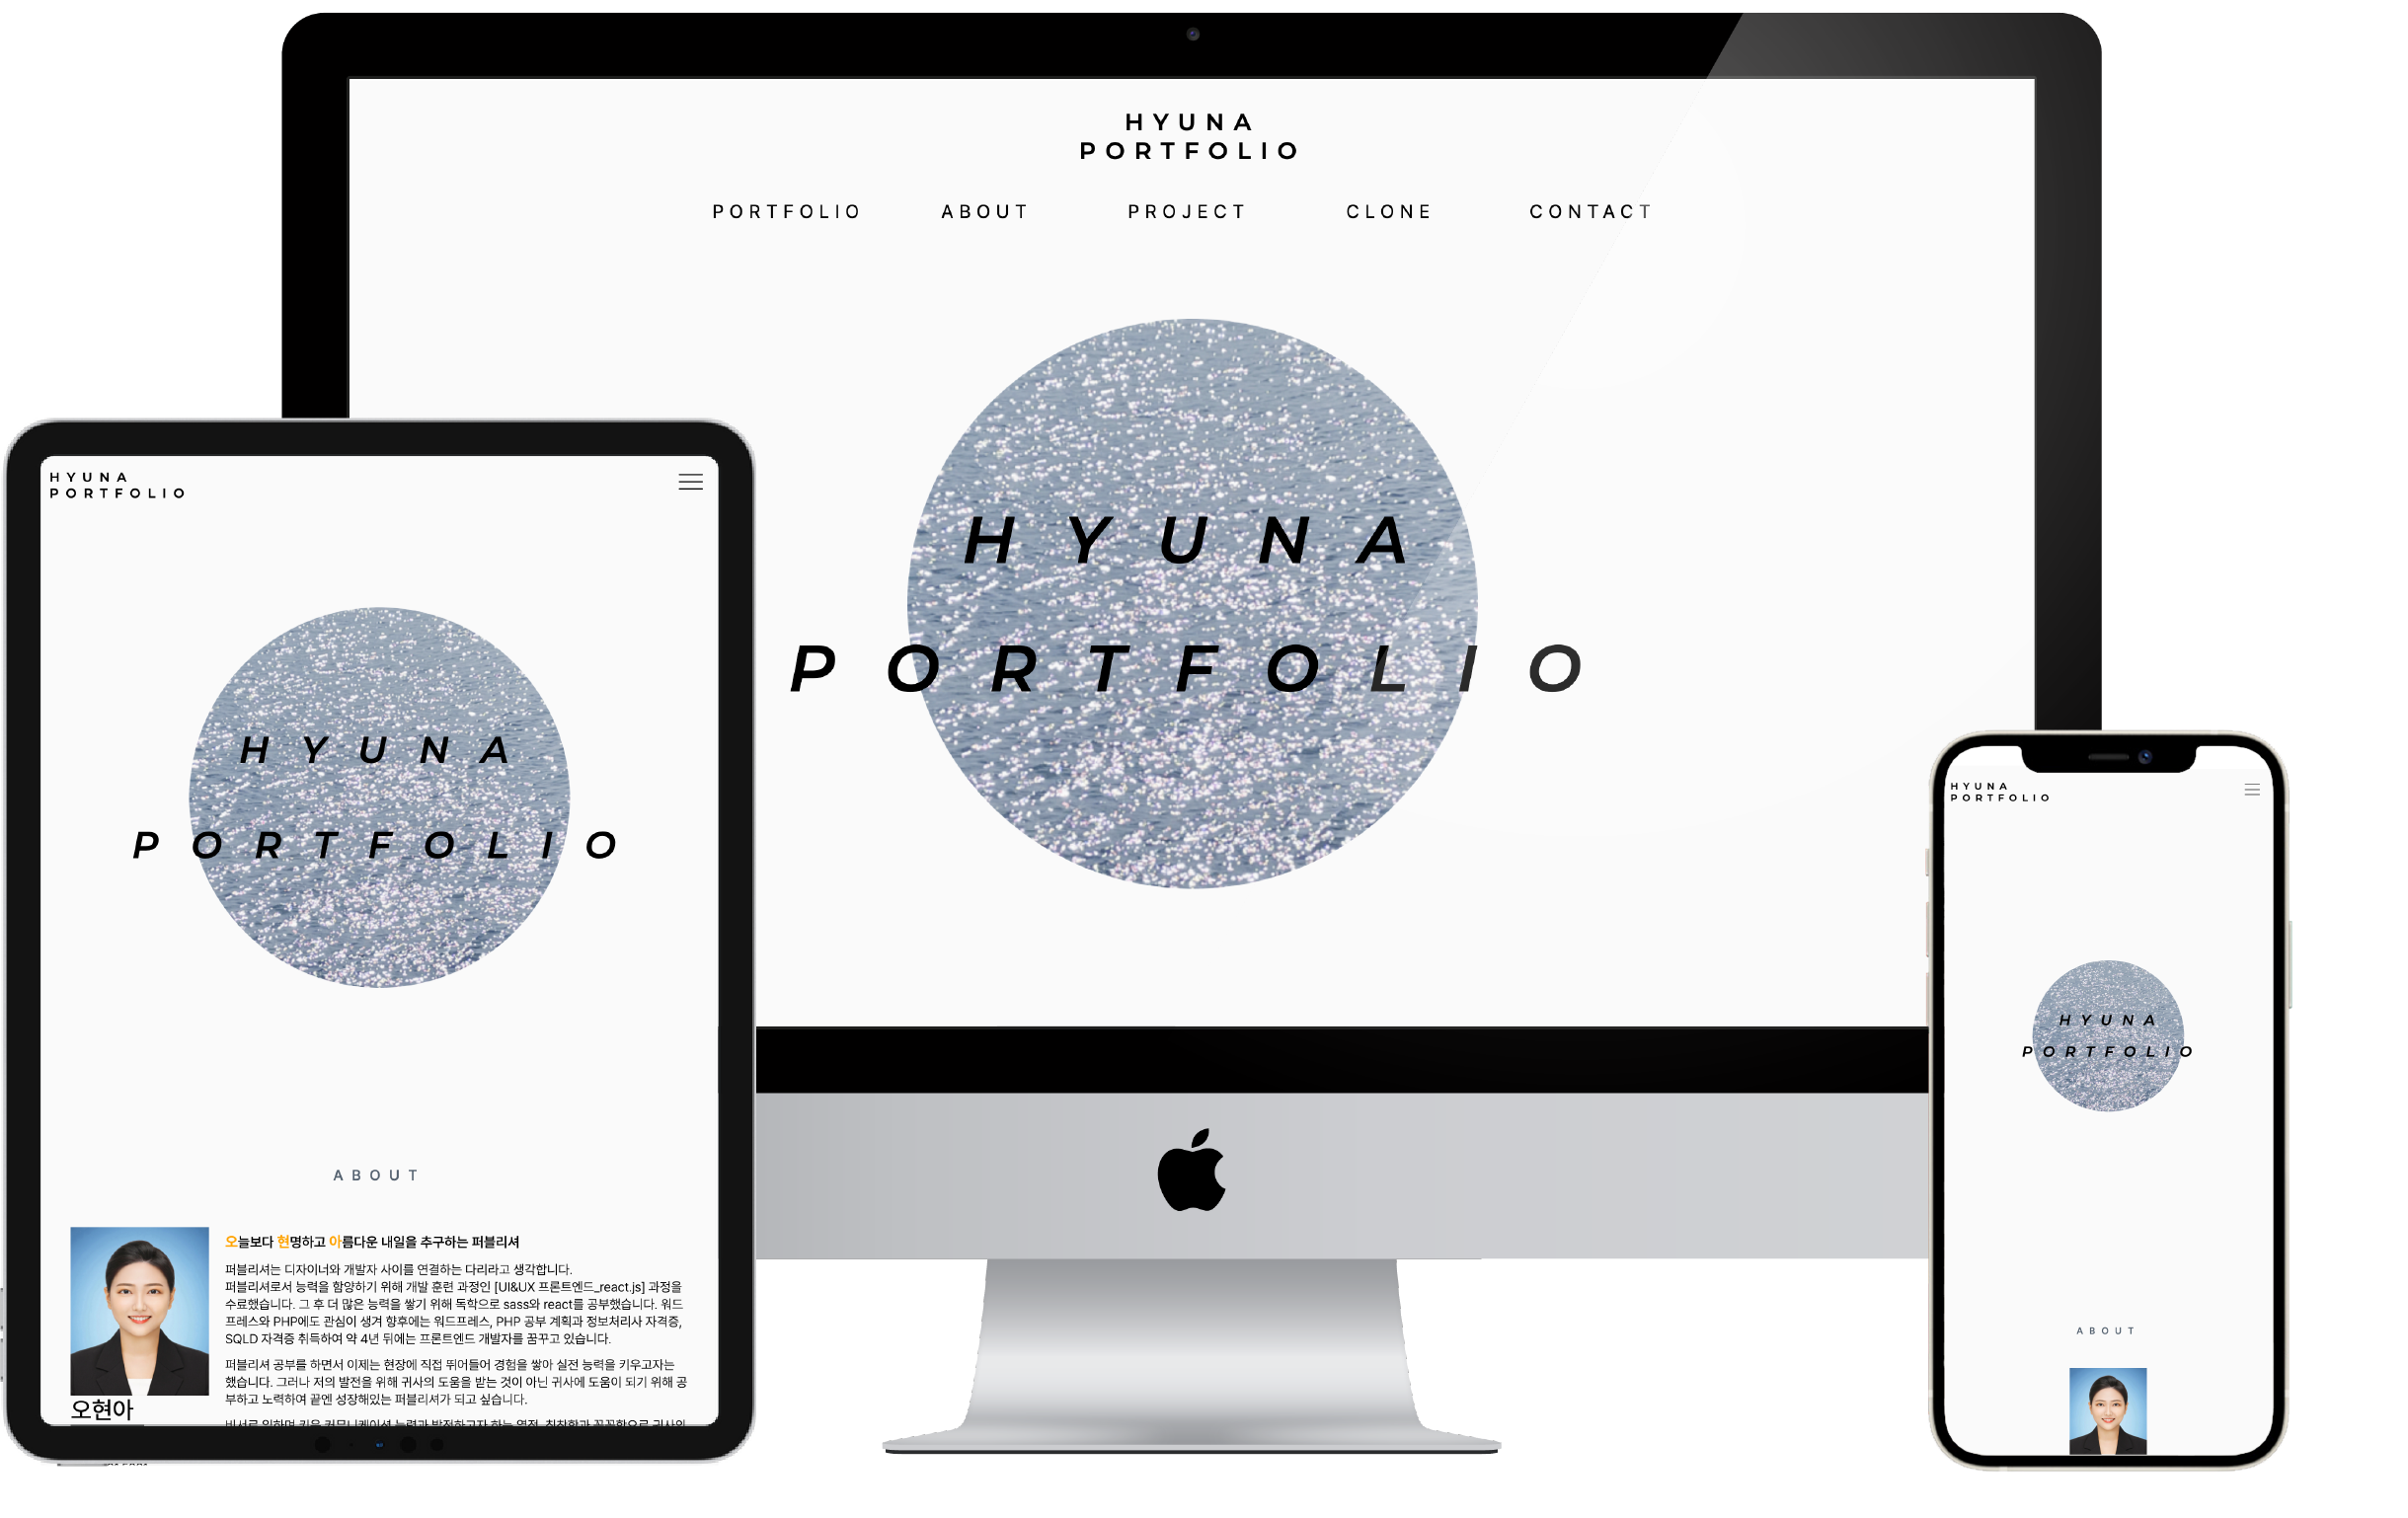 HYUNA
PORTFOLIO
PORTFOLIO ABOUT PROJECT CLONE CONTACT
HYUNA
PORTFOLIO
HYUNA
PORTFOLIO
HYUNA
PORTFOLIO
ABOUT
오늘보다 현명하고 아름다운 내일을 추구하는 퍼블리셔
퍼블리셔는 디자이너와 개발자 사이를 연결하는 다리라고 생각합니다.
퍼블리셔로서 능력을 함양하기 위해 개발 훈련 과정인 [UI&UX 프론트엔드_react.js] 과정을
수료했습니다. 그 후 더 많은 능력을 쌓기 위해 독학으로 sass와 react를 공부했습니다. 워드
프레스와 PHP에도 관심이 생겨 향후에는 워드프레스, PHP 공부 계획과 정보처리사 자격증,
SQLD 자격증 취득하여 약 4년 뒤에는 프론트엔드 개발자를 꿈꾸고 있습니다.
퍼블리셔 공부를 하면서 이제는 현장에 직접 뛰어들어 경험을 쌓아 실전 능력을 키우고자는
했습니다. 그러나 저의 발전을 위해 귀사의 도움을 받는 것이 아닌 귀사에 도움이 되기 위해 공
부하고 노력하여 끝엔 성장해있는 퍼블리셔가 되고 싶습니다.
오현아
HYUNA
PORTFOLIO
HYUNA
PORTFOLIO
ABOUT